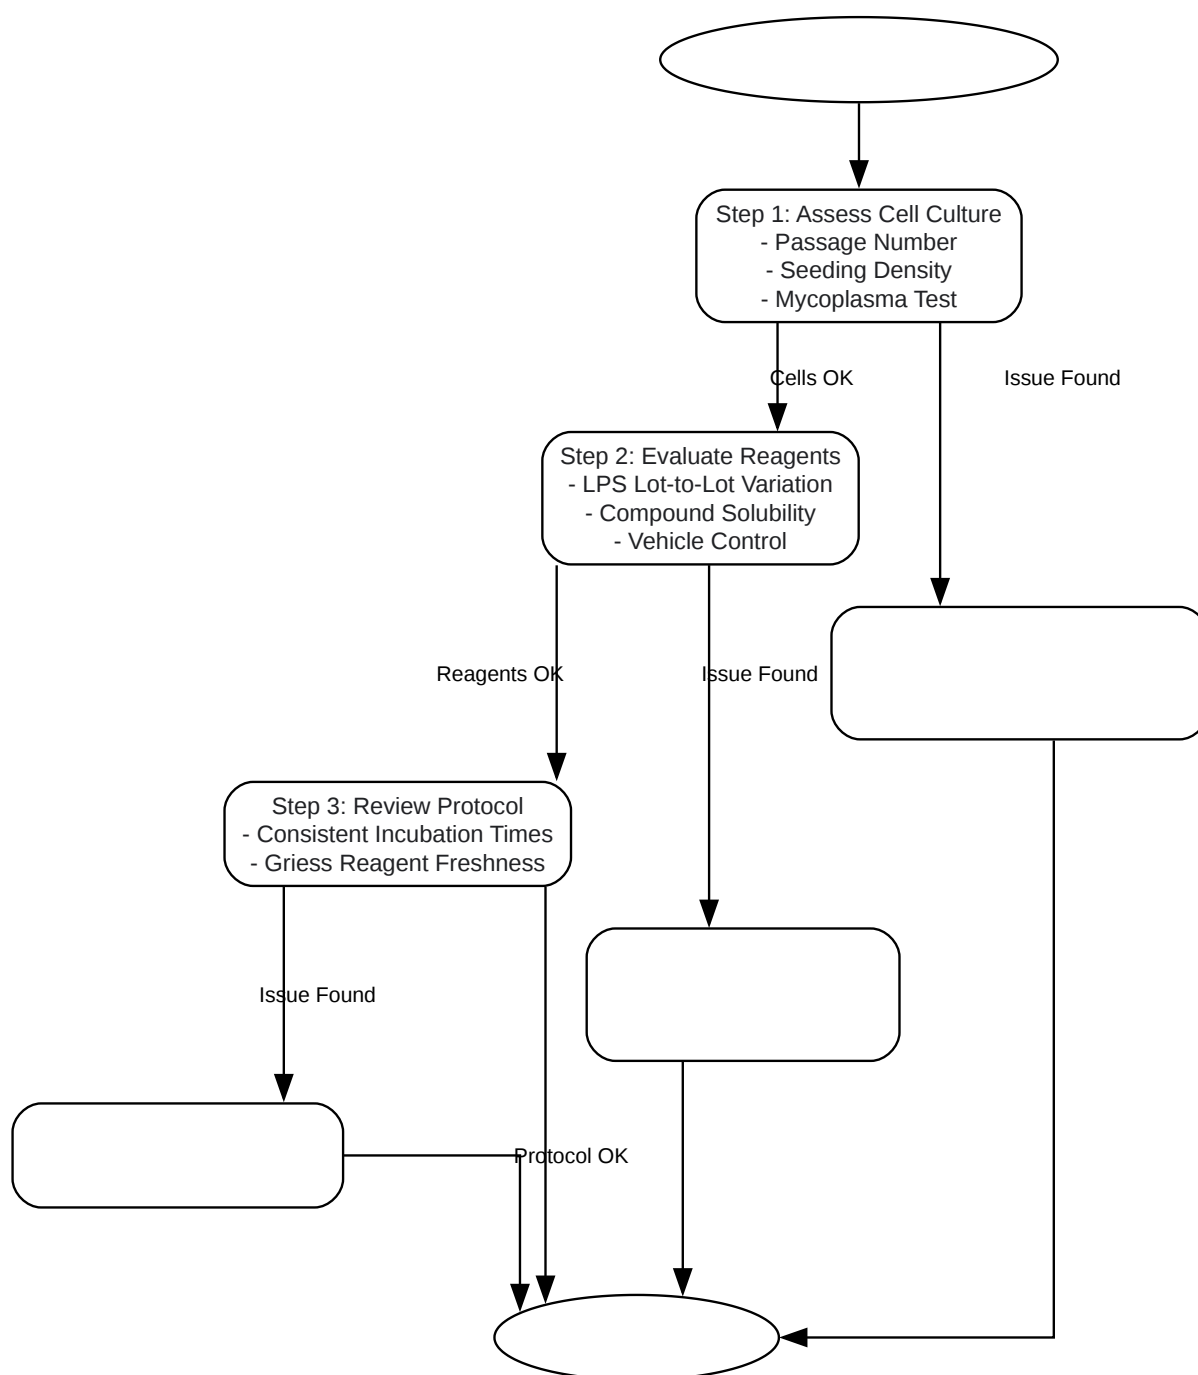 Step 1: Assess Cell Culture
- Passage Number
- Seeding Density
- Mycoplasma Test
Cells OK
Issue Found
Step 2: Evaluate Reagents
- LPS Lot-to-Lot Variation
- Compound Solubility
- Vehicle Control
Reagents OK
Issue Found
Step 3: Review Protocol
- Consistent Incubation Times
- Griess Reagent Freshness
Issue Found
Protocol OK